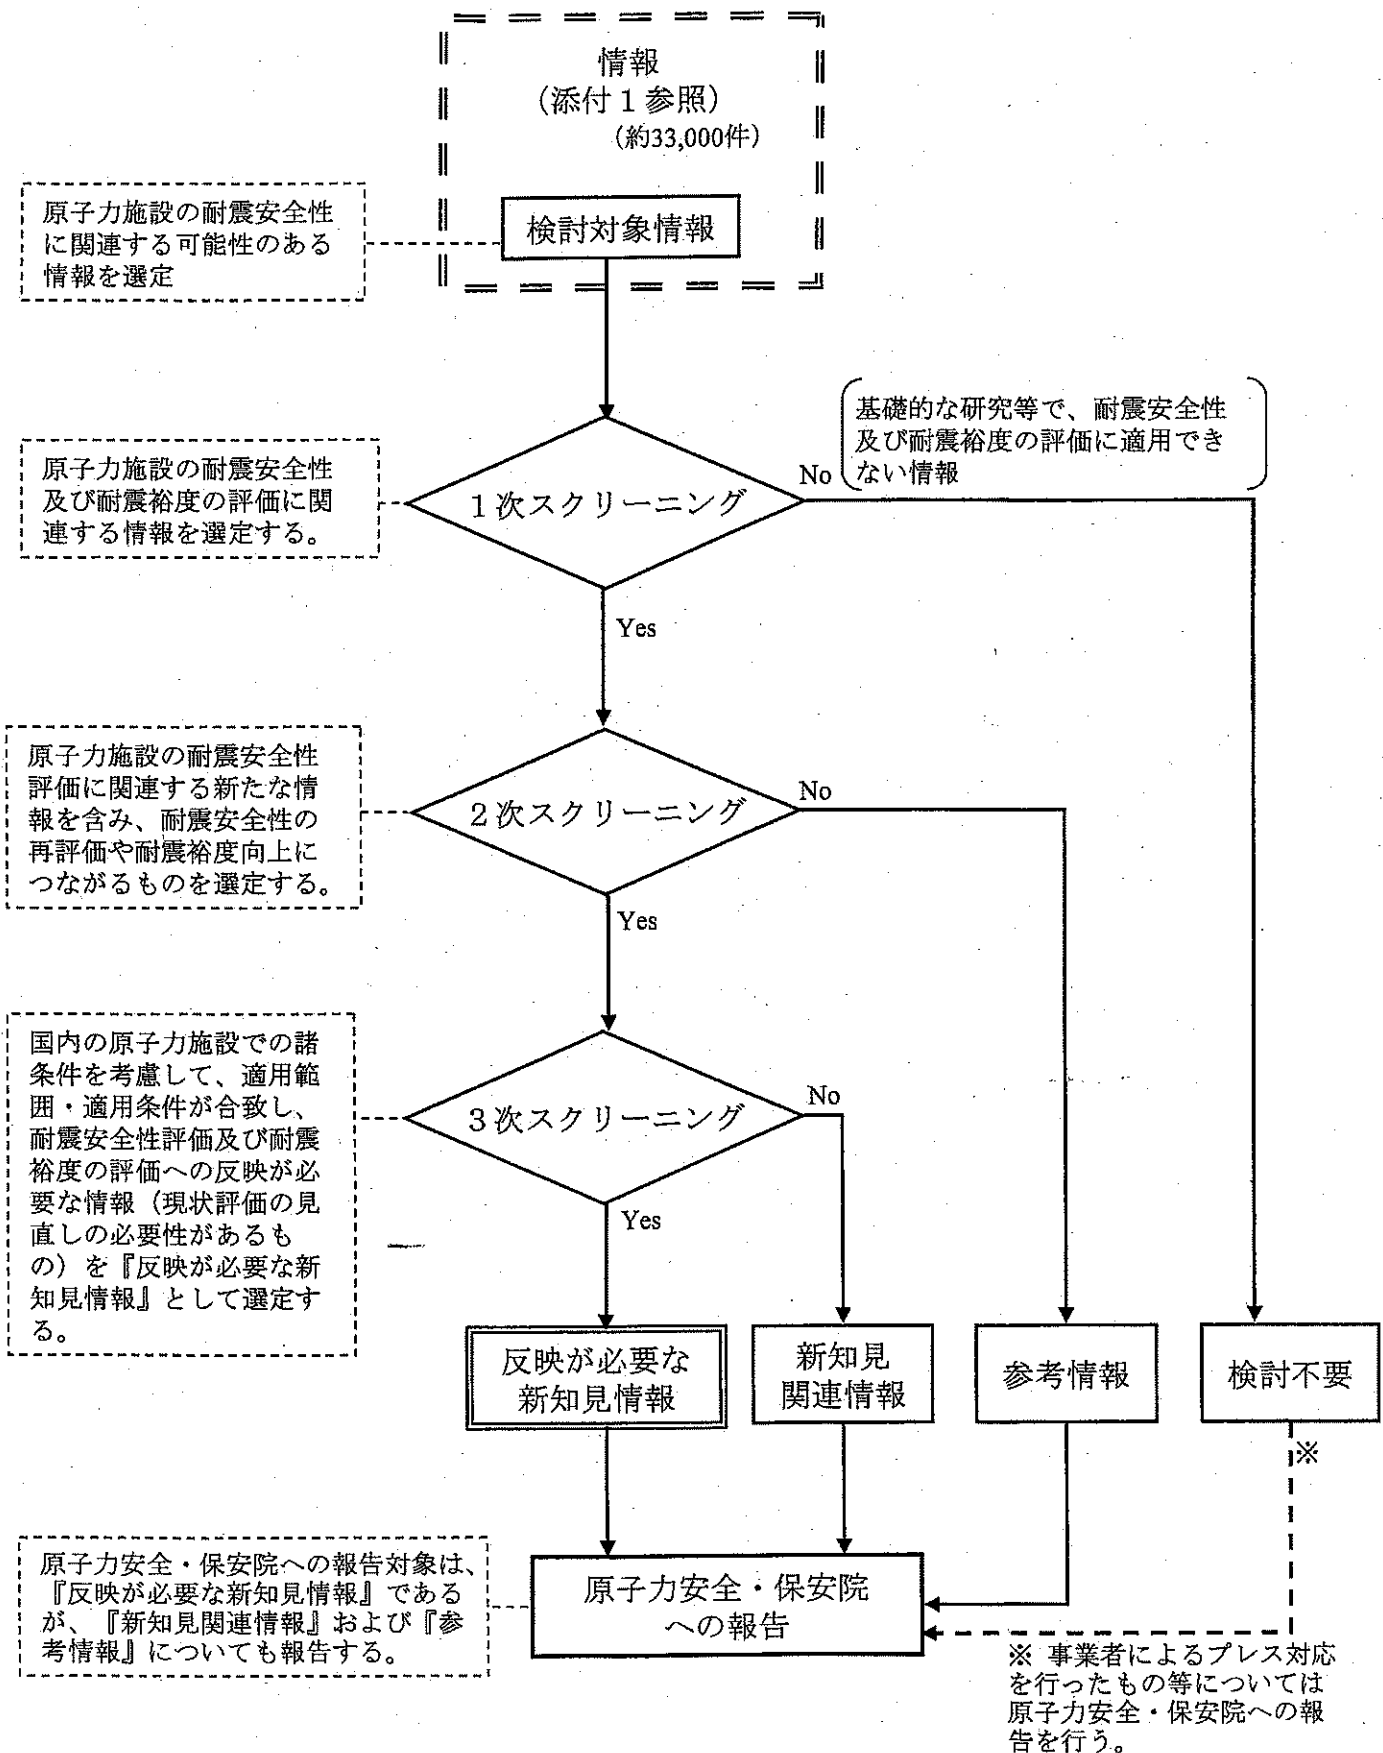 情報
(添付1参照)
(約33,000件)
原子力施設の耐震安全性
に関連する可能性のある
情報を選定
検討対象情報
基礎的な研究等で、耐震安全性
及び耐震裕度の評価に適用でき
ない情報
原子力施設の耐震安全性
及び耐震裕度の評価に関
連する情報を選定する。
1次スクリーニング
No
Yes
原子力施設の耐震安全性
評価に関連する新たな情
報を含み、耐震安全性の
再評価や耐震裕度向上に
つながるものを選定する。
2次スクリーニング
No
Yes
国内の原子力施設での諸
条件を考慮して、適用範
囲・適用条件が合致し、
耐震安全性評価及び耐震
裕度の評価への反映が必
要な情報(現状評価の見
直しの必要性があるも
の)を『反映が必要な新
知見情報』として選定す
る。
3次スクリーニング
No
Yes
反映が必要な
新知見情報
新知見
関連情報
参考情報
検討不要
※
原子力安全・保安院への報告対象は、
『反映が必要な新知見情報』である
が、『新知見関連情報』および『参
考情報』についても報告する。
原子力安全・保安院
への報告
※ 事業者によるプレス対応
を行ったもの等については
原子力安全・保安院への報
告を行う。